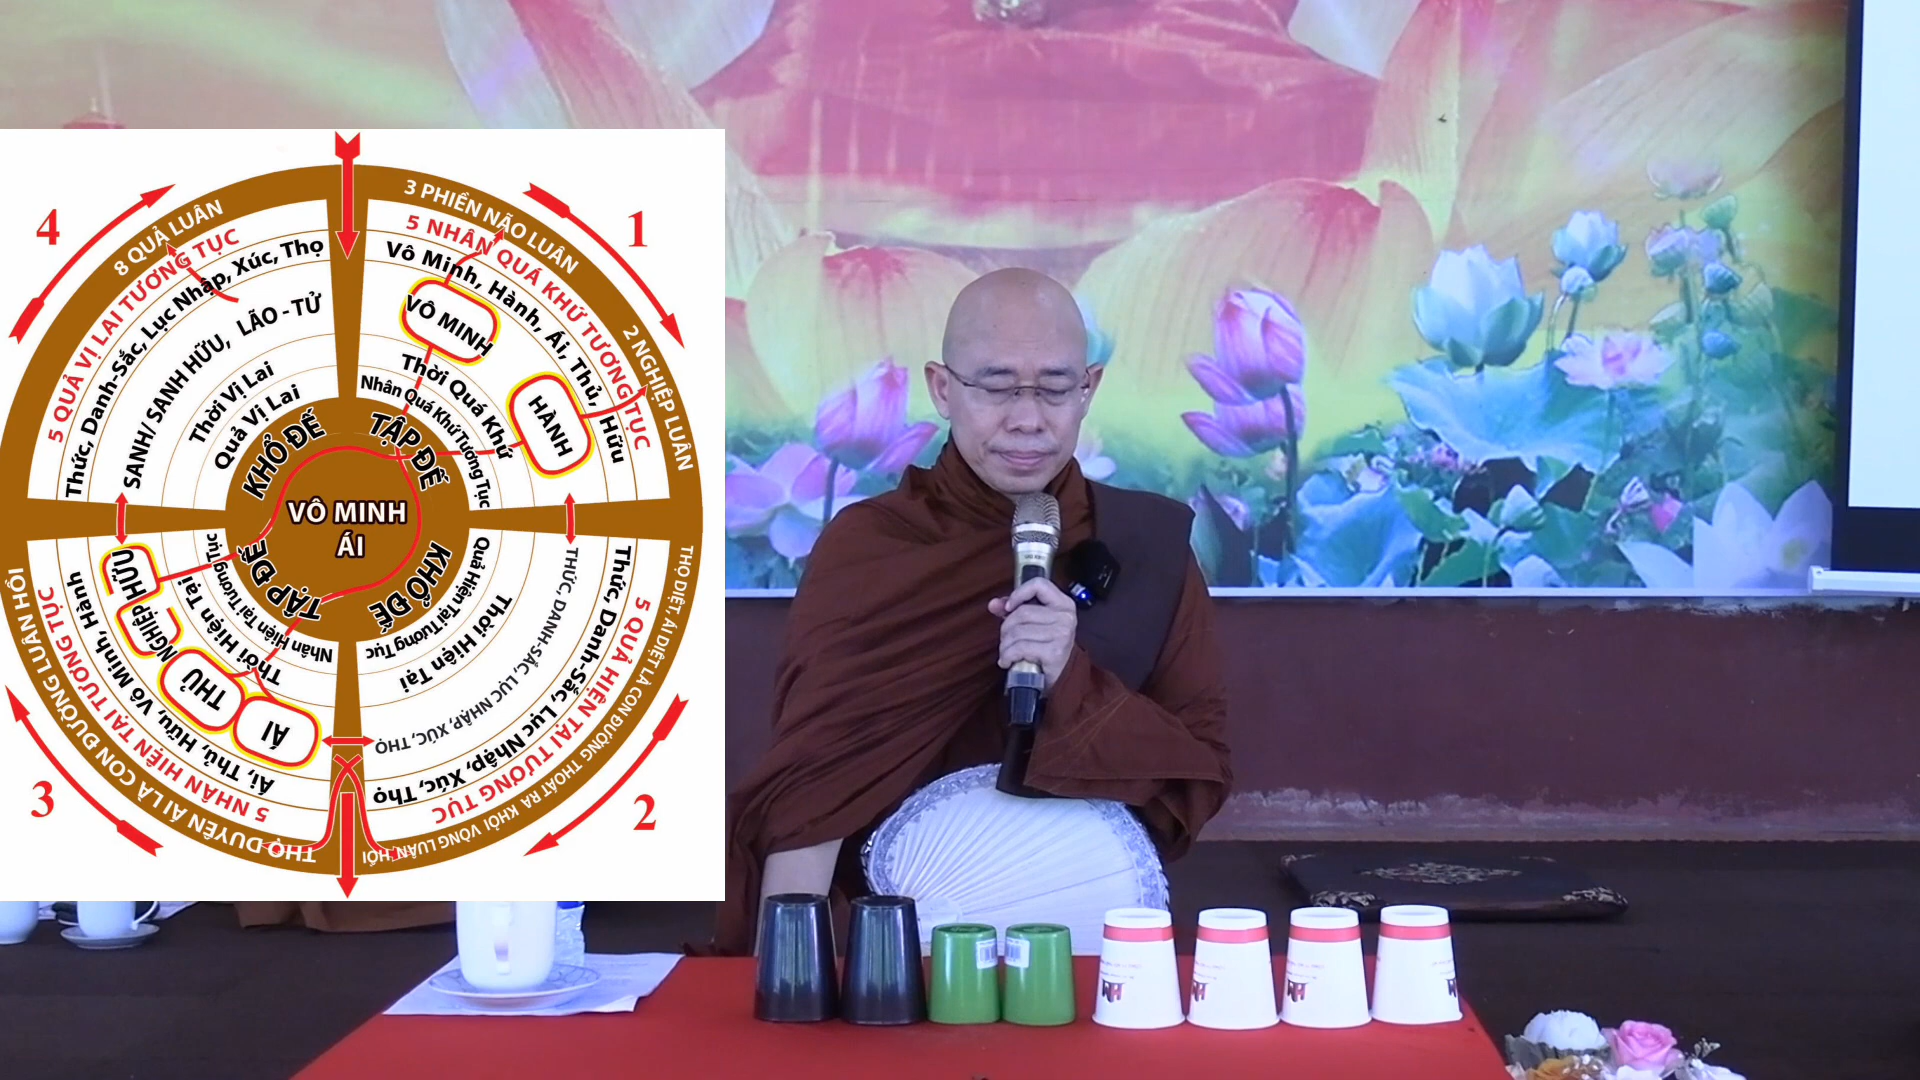 4
1
3
2
8 QUẢ LUÂN
5 QUẢ VỊ LAI TƯƠNG TỤC
Thức, Danh-Sắc, Lục Nhập, Xúc, Thọ
SANH/ SANH HỮU, LÃO - TỬ
Thời Vị Lai
Quả Vị Lai
KHỔ ĐẾ
3 PHIỀN NÃO LUÂN
2 NGHIỆP LUÂN
5 NHÂN QUÁ KHỨ TƯƠNG TỤC
Vô Minh, Hành, Ái, Thủ, Hữu
VÔ MINH
HÀNH
Thời Quá Khứ
Nhân Quá Khứ Tương Tục
TẬP ĐẾ
VÔ MINH
ÁI
KHỔ ĐẾ
Quả Hiện Tại Tương Tục
Thời Hiện Tại
THỨC, DANH-SẮC, LỤC NHẬP, XÚC, THỌ
Thức, Danh-Sắc, Lục Nhập, Xúc, Thọ
5 QUẢ HIỆN TẠI TƯƠNG TỤC
THỌ DIỆT, ÁI DIỆT LÀ CON ĐƯỜNG THOÁT RA KHỎI VÒNG LUÂN HỒI
TẬP ĐẾ
Nhân Hiện Tại Tương Tục
Thời Hiện Tại
ÁI
THỦ
NGHIỆP HỮU
Ái, Thủ, Hữu, Vô Minh, Hành
5 NHÂN HIỆN TẠI TƯƠNG TỤC
THỌ DUYÊN ÁI LÀ CON ĐƯỜNG LUÂN HỒI